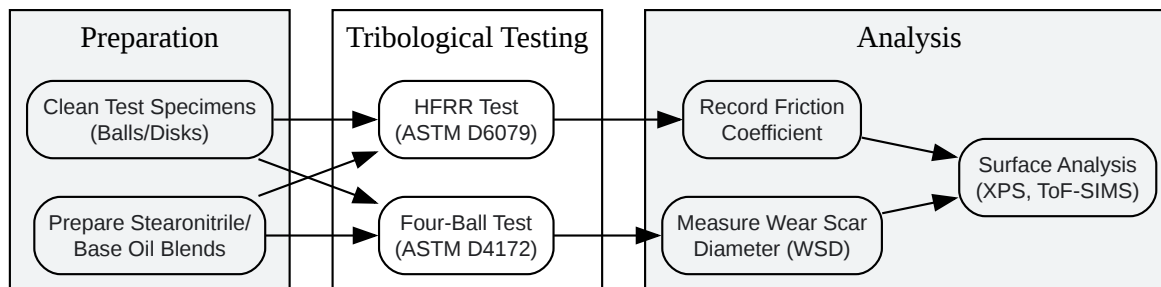 Preparation
Clean Test Specimens
(Balls/Disks)
Prepare Stearonitrile/
Base Oil Blends
Tribological Testing
HFRR Test
(ASTM D6079)
Four-Ball Test
(ASTM D4172)
Analysis
Record Friction
Coefficient
Measure Wear Scar
Diameter (WSD)
Surface Analysis
(XPS, ToF-SIMS)